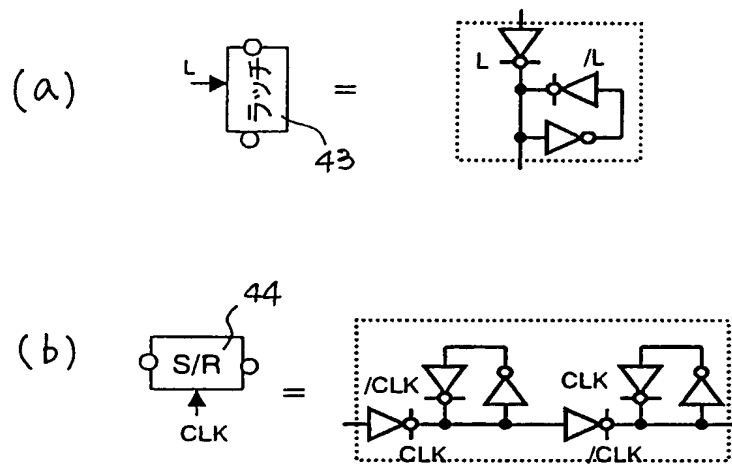 (a)
L
ラッチ
43
=
L
/L
(b)
44
S/R
CLK
=
/CLK
CLK
CLK
/CLK